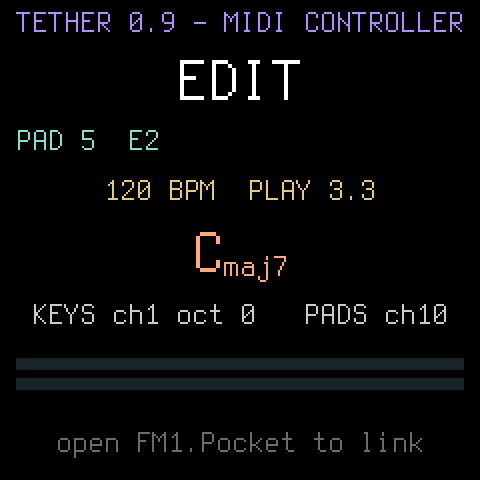 TETHER 0.9 - MIDI CONTROLLER
EDIT
PAD 5  E2
120 BPM  PLAY 3.3
Cmaj7
KEYS ch1 oct 0   PADS ch10
open FM1.Pocket to link